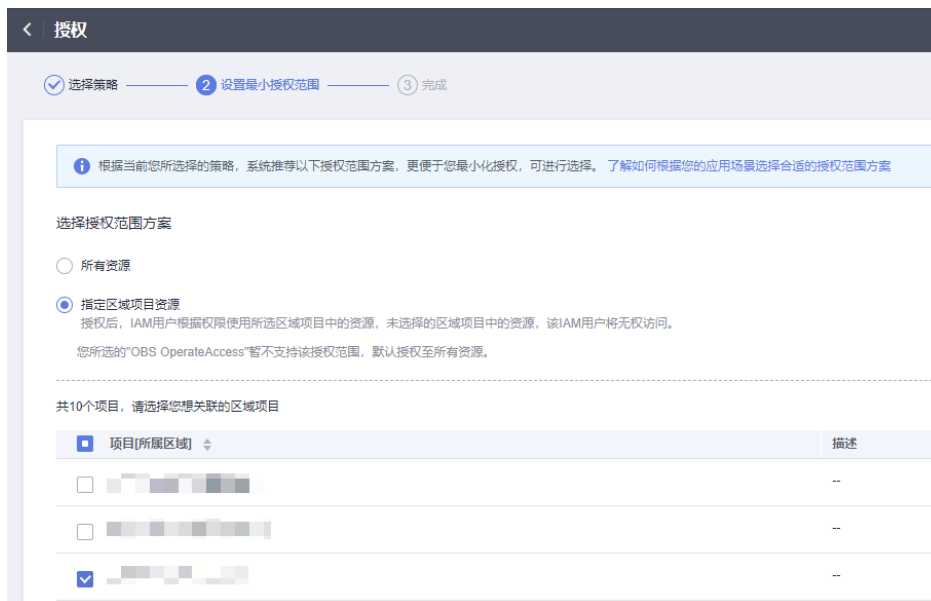 授权
选择策略 2 设置最小授权范围 3 完成
根据当前您所选择的策略，系统推荐以下授权范围方案，更便于您最小化授权，可进行选择。 了解如何根据您的应用场景选择合适的授权范围方案
选择授权范围方案
所有资源
指定区域项目资源
授权后，IAM用户根据权限使用所选区域项目中的资源，未选择的区域项目中的资源，该IAM用户将无权访问。
您所选的"OBS OperateAccess"暂不支持该授权范围，默认授权至所有资源。
共10个项目，请选择您想关联的区域项目
项目[所属区域] 描述
--
--
--